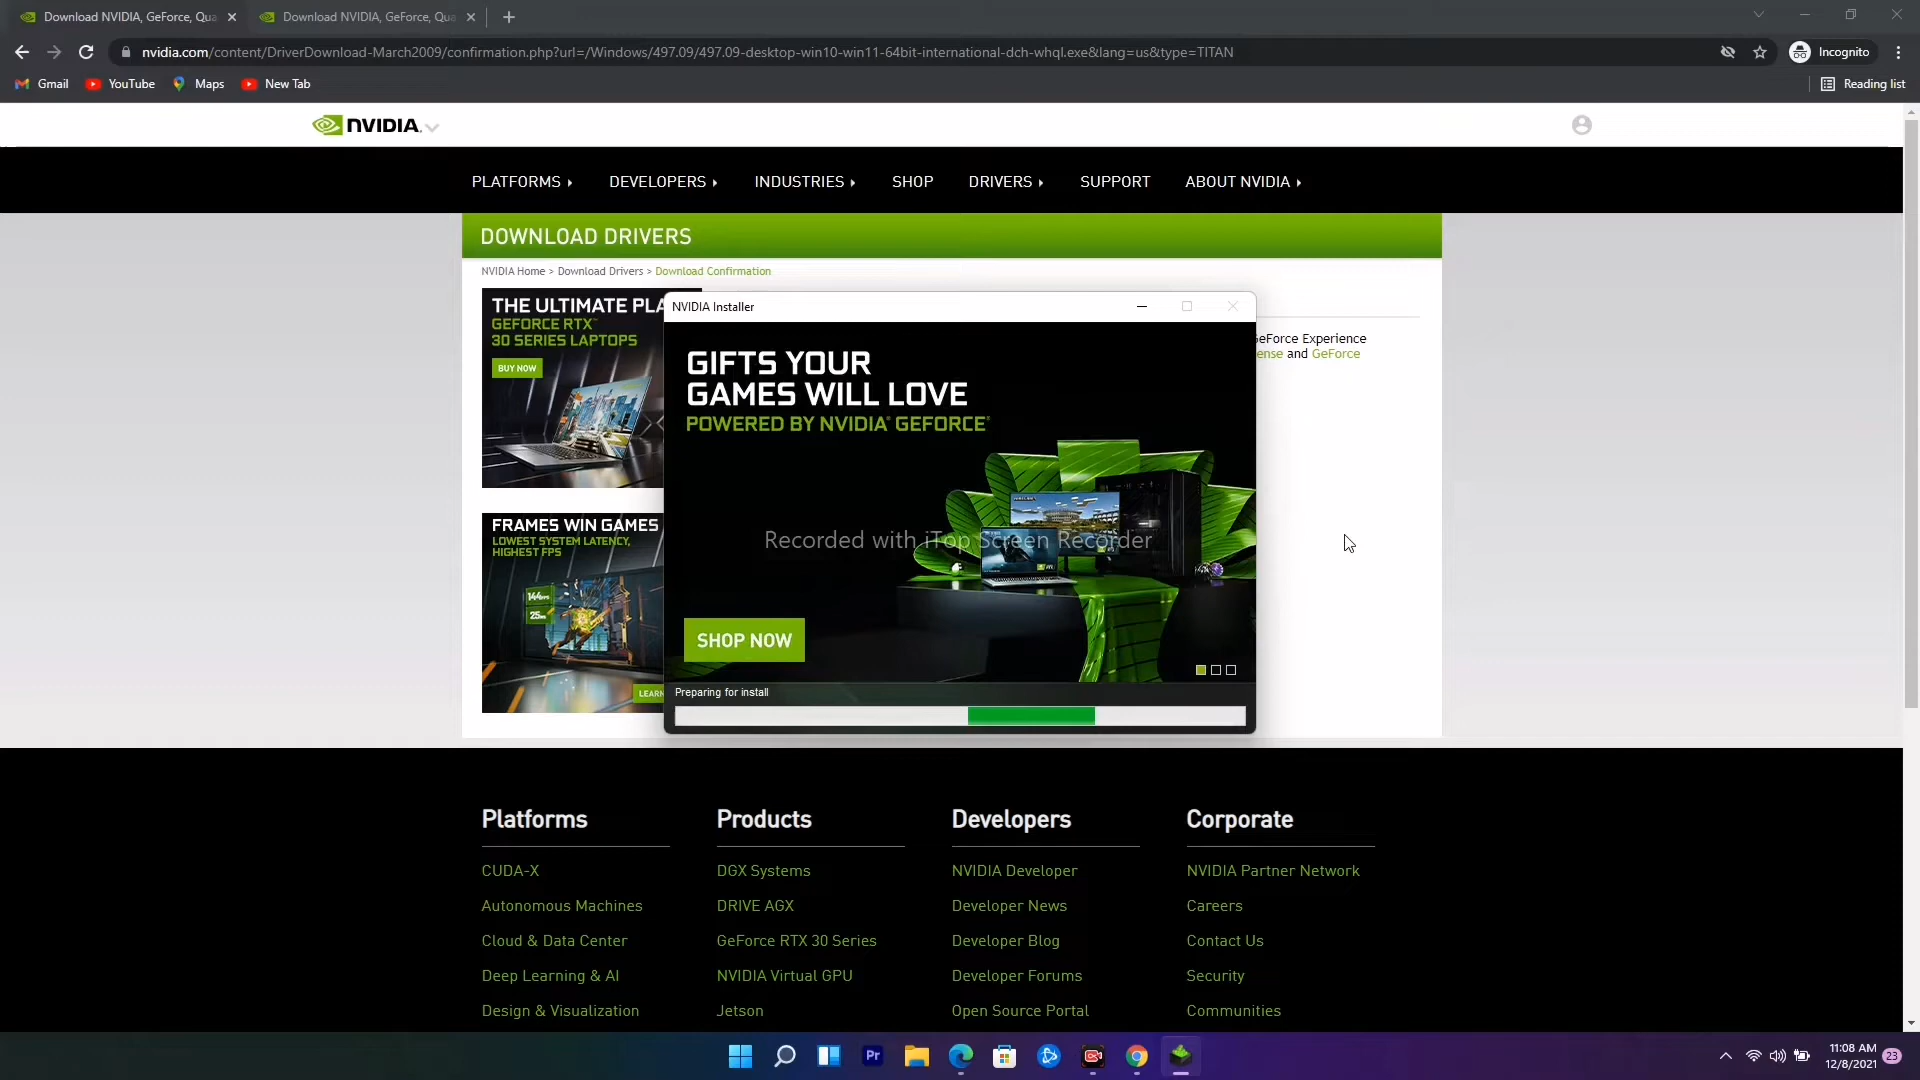 Download NVIDIA, GeForce, Qua
Download NVIDIA, GeForce, Qua
nvidia.com/content/DriverDownload-March2009/confirmation.php?url=/Windows/497.09/497.09-desktop-win10-win11-64bit-international-dch-whql.exe&lang=us&type=TITAN
Incognito
Gmail
YouTube
Maps
New Tab
Reading list
NVIDIA.
PLATFORMS
DEVELOPERS
INDUSTRIES
SHOP
DRIVERS
SUPPORT
ABOUT NVIDIA
DOWNLOAD DRIVERS
NVIDIA Home > Download Drivers > Download Confirmation
THE ULTIMATE PLA
GEFORCE RTX™
30 SERIES LAPTOPS
BUY NOW
FRAMES WIN GAMES
LOWEST SYSTEM LATENCY,
HIGHEST FPS
LEARN
NVIDIA Installer
GIFTS YOUR
GAMES WILL LOVE
POWERED BY NVIDIA® GEFORCE®
Recorded with iTop Screen Recorder
SHOP NOW
Preparing for install
GeForce Experience
ense and GeForce
Platforms
CUDA-X
Autonomous Machines
Cloud & Data Center
Deep Learning & AI
Design & Visualization
Products
DGX Systems
DRIVE AGX
GeForce RTX 30 Series
NVIDIA Virtual GPU
Jetson
Developers
NVIDIA Developer
Developer News
Developer Blog
Developer Forums
Open Source Portal
Corporate
NVIDIA Partner Network
Careers
Contact Us
Security
Communities
Pr
11:08 AM
12/8/2021
23